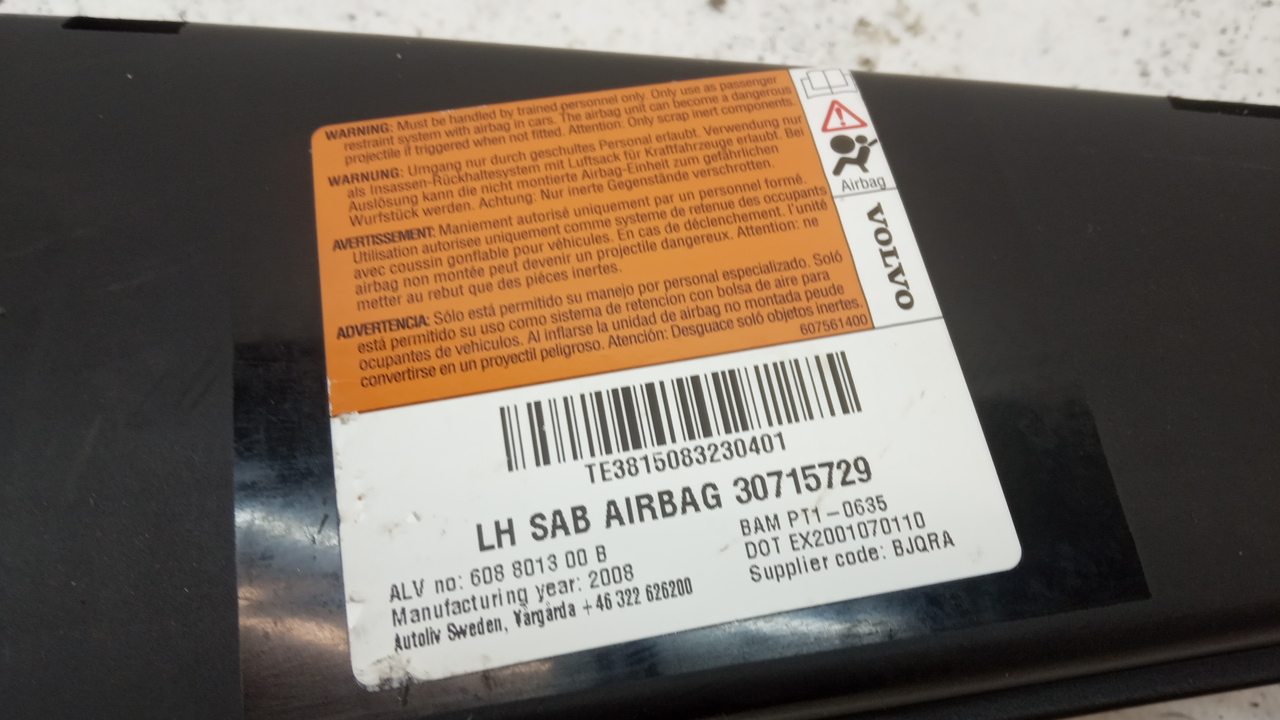 WARNING: Must be handled by trained personnel only. Only use as passenger
restraint system with airbag in cars. The airbag unit can become a dangerous
projectile if triggered when not fitted. Attention: Only scrap inert components.
WARNUNG: Umgang nur durch geschultes Personal erlaubt. Verwendung nur
als Insassen-Rückhaltesystem mit Luftsack für Kraftfahrzeuge erlaubt. Bei
Auslösung kann die nicht montierte Airbag-Einheit zum gefährlichen
Wurfstück werden. Achtung: Nur inerte Gegenstände verschrotten.
AVERTISSEMENT: Maniement autorisé uniquement par un personnel formé.
Utilisation autorisee uniquement comme systeme de retenue des occupants
avec coussin gonflable pour véhicules. En cas de déclenchement. l'unité
airbag non montée peut devenir un projectile dangereux. Attention: ne
metter au rebut que des piéces inertes.
ADVERTENCIA: Sólo está permitido su manejo por personal especializado. Soló
está permitido su uso como sistema de retencion con bolsa de aire para
ocupantes de vehiculos. Al inflarse la unidad de airbag no montada peude
convertirse en un proyectil peligroso. Atención: Desguace soló objetos inertes.
607561400
Airbag
VOLVO
TE3815083230401
LH SAB AIRBAG 30715729
ALV no: 608 8013 00 B
Manufacturing year: 2008
Autoliv Sweden, Vårgårda +46 322 626200
BAM PT1-0635
DOT EX2001070110
Supplier code: BJQRA